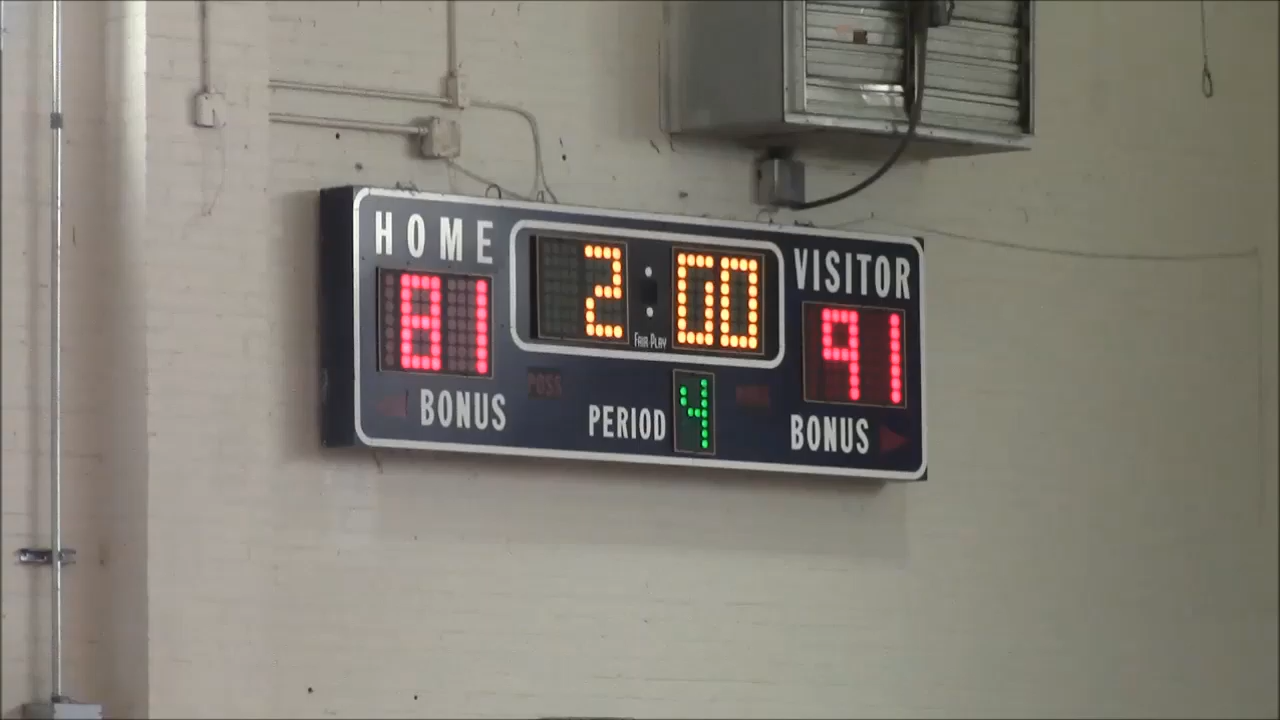 HOME 2:00 VISITOR
81 91
FAIR-PLAY
POSS
BONUS PERIOD 4 BONUS